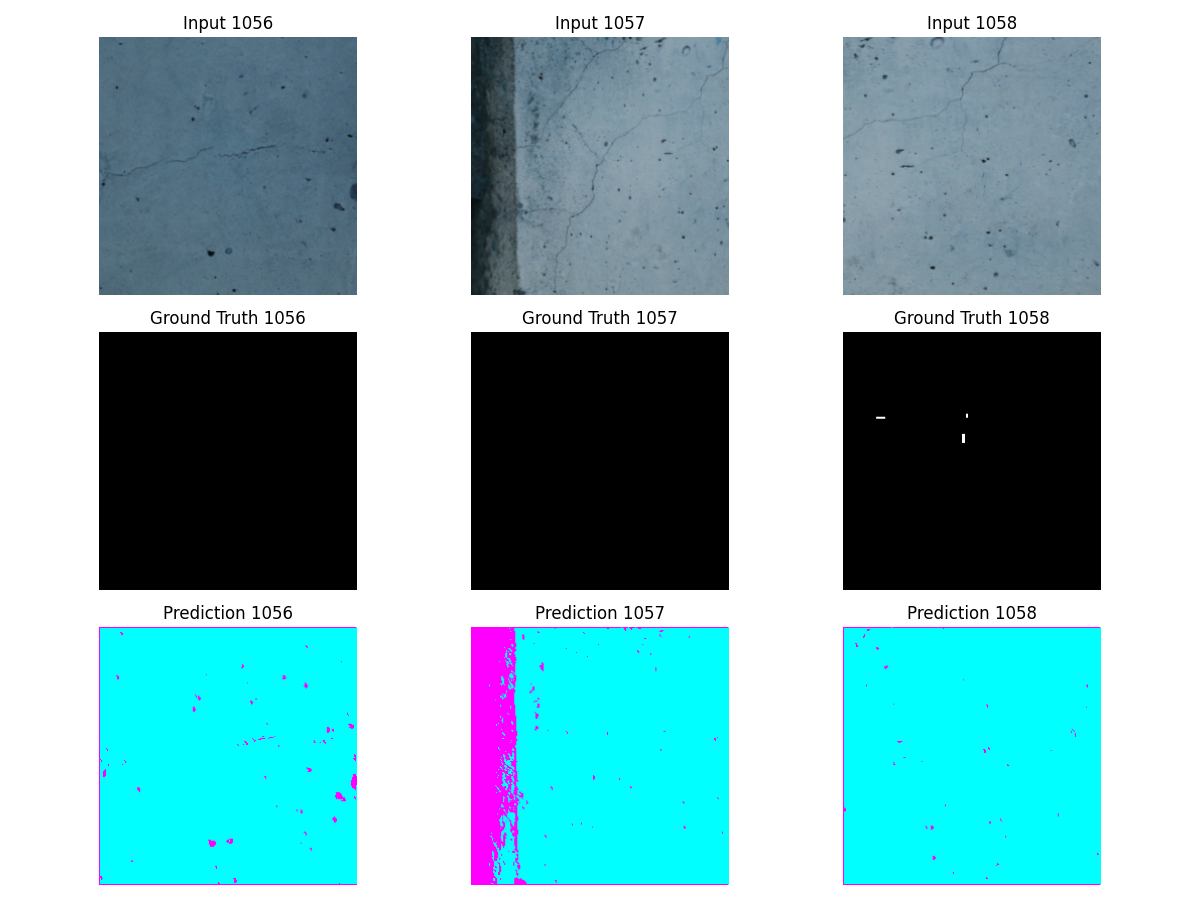 Input 1056
Input 1057
Input 1058
Ground Truth 1056
Ground Truth 1057
Ground Truth 1058
Prediction 1056
Prediction 1057
Prediction 1058